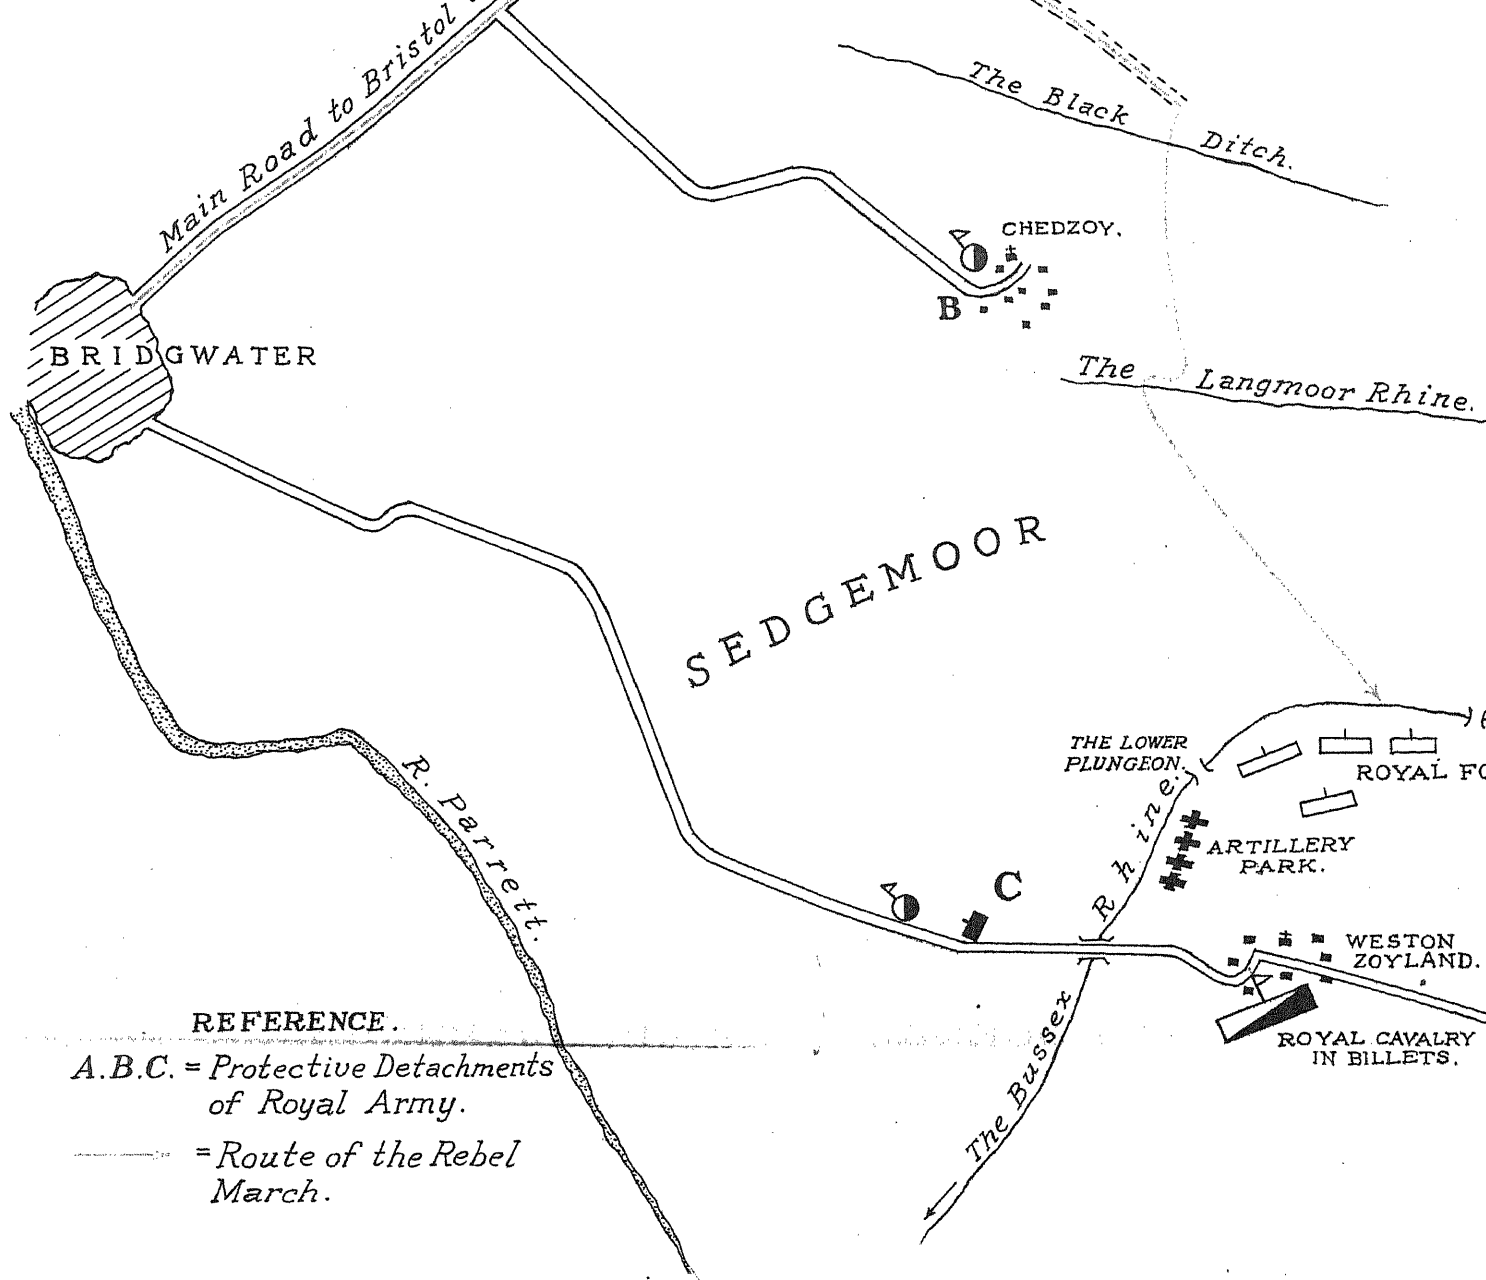 Main Road to Bristol
The Black Ditch.
CHEDZOY.
B
BRIDGWATER
The Langmoor Rhine.
SEDGEMOOR
THE LOWER
PLUNGEON.
ROYAL
R. Parrett.
ARTILLERY
PARK.
C
The Bussex Rhine.
WESTON
ZOYLAND.
ROYAL CAVALRY
IN BILLETS.
REFERENCE.
A.B.C. = Protective Detachments
of Royal Army.
= Route of the Rebel
March.